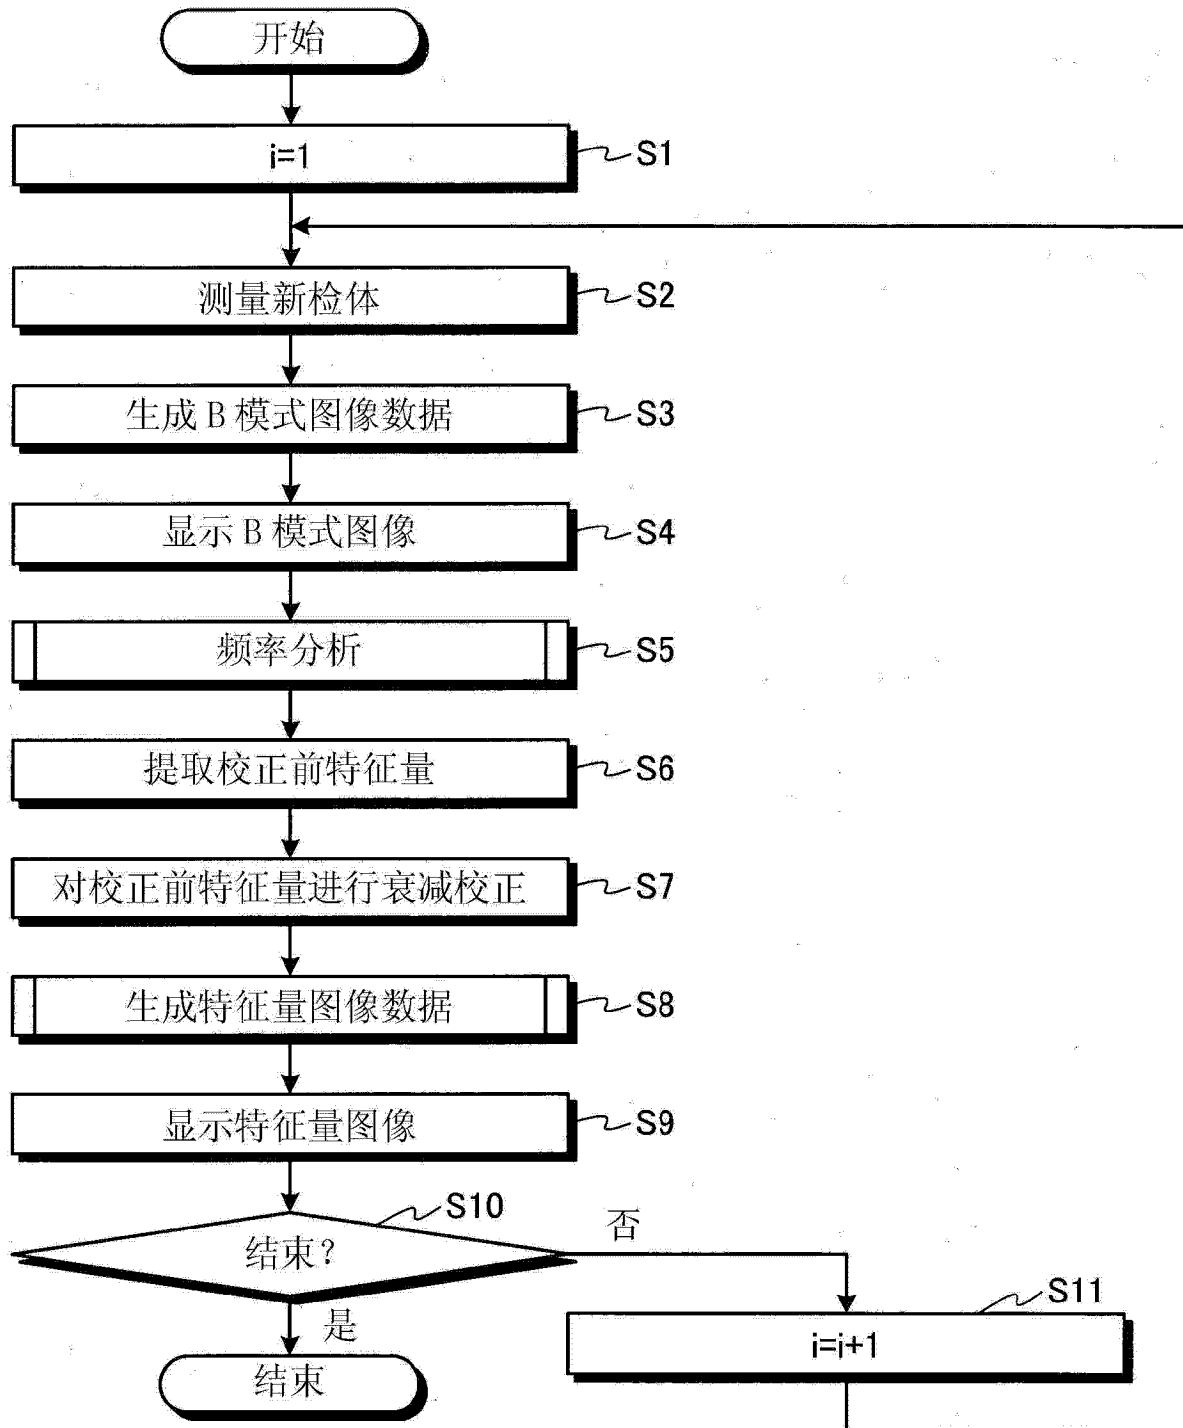 开始
i=1
S1
测量新检体
S2
生成 B 模式图像数据
S3
显示 B 模式图像
S4
频率分析
S5
提取校正前特征量
S6
对校正前特征量进行衰减校正
S7
生成特征量图像数据
S8
显示特征量图像
S9
S10
结束？
否
是
S11
i=i+1
结束